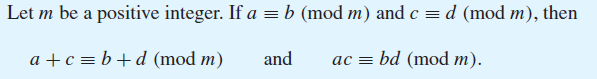 Let m be a positive integer. If a ≡ b (mod m) and c ≡ d (mod m), then
a + c ≡ b + d (mod m) and ac ≡ bd (mod m).